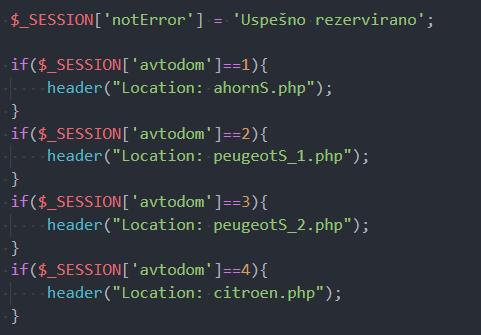 $_SESSION['notError'] = 'Uspešno rezervirano';
if($_SESSION['avtodom']==1){
header("Location: ahornS.php");
}
if($_SESSION['avtodom']==2){
header("Location: peugeotS_1.php");
}
if($_SESSION['avtodom']==3){
header("Location: peugeotS_2.php");
}
if($_SESSION['avtodom']==4){
header("Location: citroen.php");
}